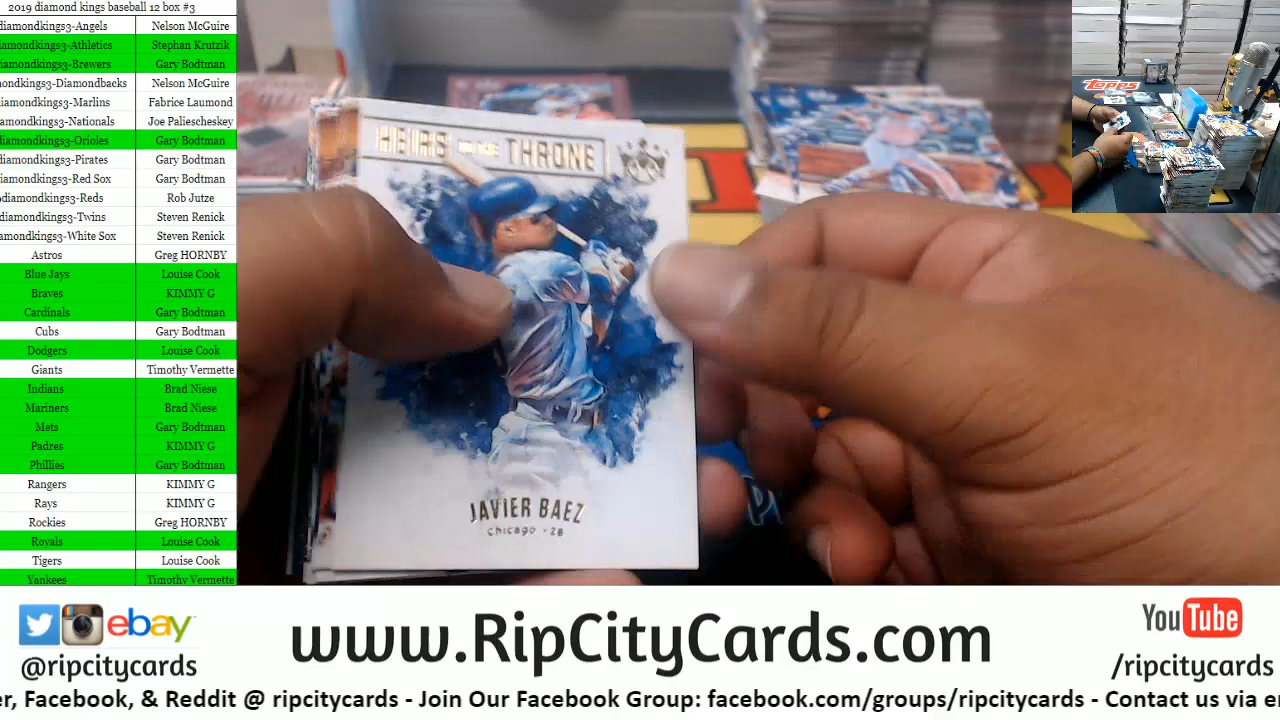 2019 diamond kings baseball 12 box #3
diamondkings3-Angels Nelson McGuire
iamondkings3-Athletics Stephan Krutzik
diamondkings3-Brewers Gary Bodtman
mondkings3-Diamondbacks Nelson McGuire
diamondkings3-Marlins Fabrice Laumond
amondkings3-Nationals Joe Paliescheskey
diamondkings3-Orioles Gary Bodtman
diamondkings3-Pirates Gary Bodtman
iamondkings3-Red Sox Gary Bodtman
diamondkings3-Reds Rob Jutze
diamondkings3-Twins Steven Renick
amondkings3-White Sox Steven Renick
Astros Greg HORNBY
Blue Jays Louise Cook
Braves KIMMY G
Cardinals Gary Bodtman
Cubs Gary Bodtman
Dodgers Louise Cook
Giants Timothy Vermette
Indians Brad Niese
Mariners Brad Niese
Mets Gary Bodtman
Padres KIMMY G
Phillies Gary Bodtman
Rangers KIMMY G
Rays KIMMY G
Rockies Greg HORNBY
Royals Louise Cook
Tigers Louise Cook
Yankees Timothy Vermette
HEIRS TO THE THRONE
JAVIER BAEZ
Chicago - 2B
Topps
ebay
@ripcitycards
www.RipCityCards.com
YouTube
/ripcitycards
er, Facebook, & Reddit @ ripcitycards - Join Our Facebook Group: facebook.com/groups/ripcitycards - Contact us via e